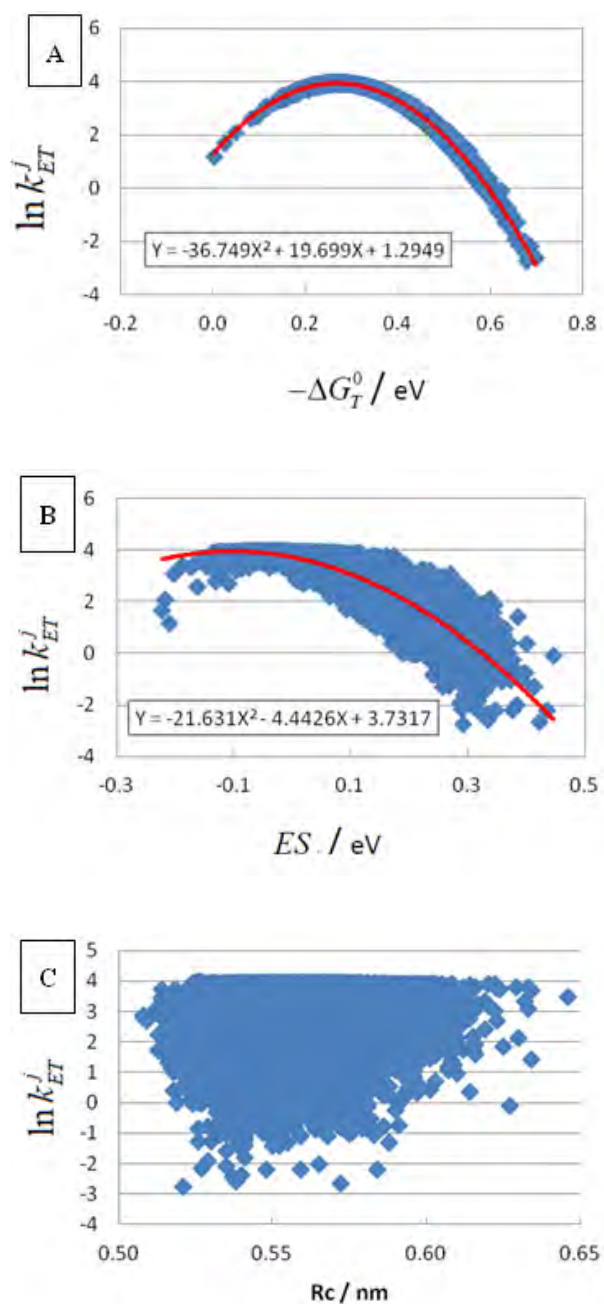 A
6
4
2
0
-2
-4
ln k^j_ET
Y = -36.749X² + 19.699X + 1.2949
-0.2 0.0 0.2 0.4 0.6 0.8
−ΔG⁰_T / eV
B
6
4
2
0
-2
-4
ln k^j_ET
Y = -21.631X² - 4.4426X + 3.7317
-0.3 -0.1 0.1 0.3 0.5
ES / eV
C
5
4
3
2
1
0
-1
-2
-3
-4
ln k^j_ET
0.50 0.55 0.60 0.65
Rc / nm